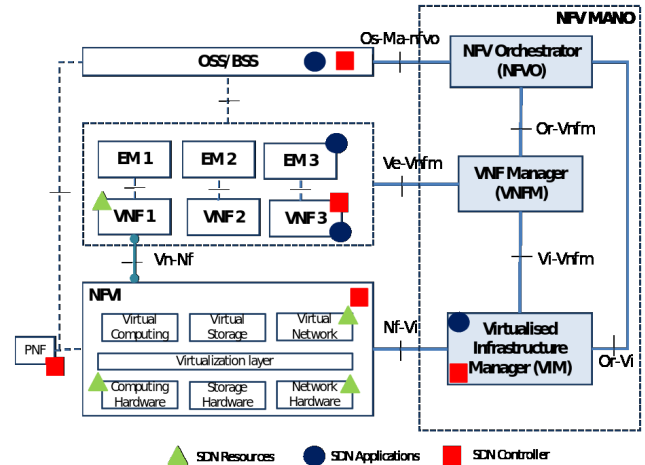 NFV MANO
Os-Ma-nfvo
OSS/BSS
NFV Orchestrator
(NFVO)
Or-Vnfm
EM 1
EM 2
EM 3
Ve-Vnfm
VNF Manager
(VNFM)
VNF 1
VNF 2
VNF 3
Vn-Nf
Vi-Vnfm
NFVI
Virtual
Computing
Virtual
Storage
Virtual
Network
Nf-Vi
Virtualised
Infrastructure
Manager (VIM)
Or-Vi
PNF
Virtualization layer
Computing
Hardware
Storage
Hardware
Network
Hardware
SDN Resources
SDN Applications
SDN Controller